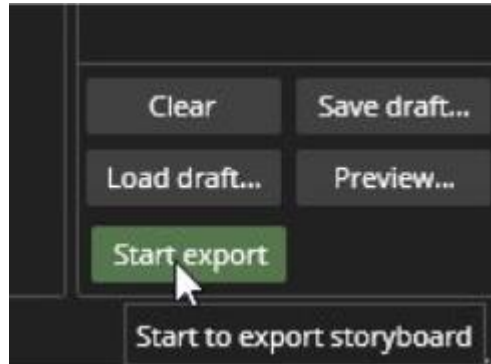 Clear
Save draft...
Load draft...
Preview...
Start export
Start to export storyboard